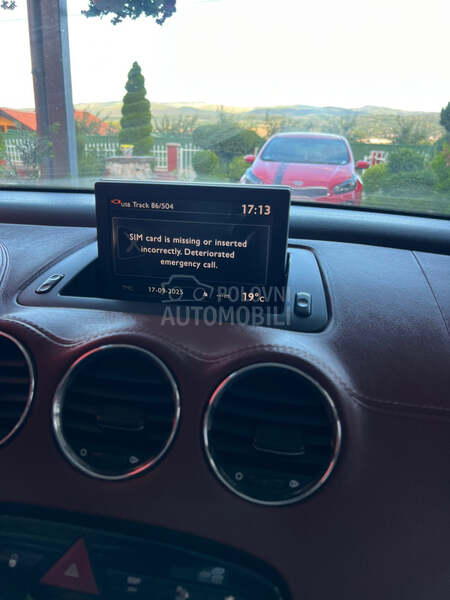 USB Track 86/504
17:13
SIM card is missing or inserted
incorrectly. Deteriorated
emergency call.
17-09-2025
19°C
POLOVNI
AUTOMOBILI